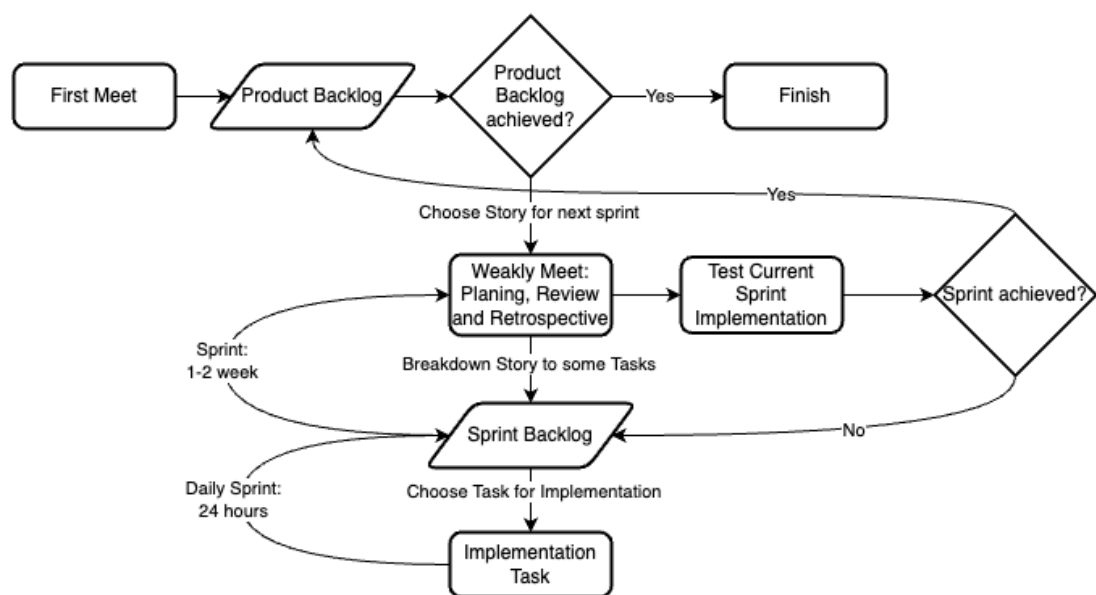 First Meet
Product Backlog
Product
Backlog
achieved?
Yes
Finish
Yes
Choose Story for next sprint
Weakly Meet:
Planing, Review
and Retrospective
Test Current
Sprint
Implementation
Sprint achieved?
Sprint:
1-2 week
Breakdown Story to some Tasks
Sprint Backlog
No
Daily Sprint:
24 hours
Choose Task for Implementation
Implementation
Task